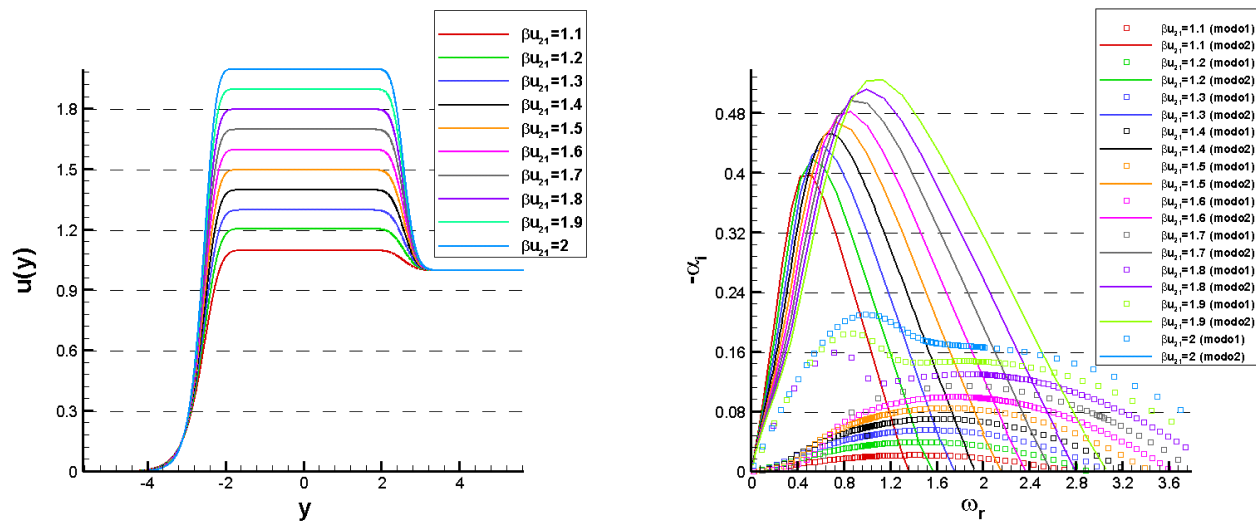 u(y)
1.8
1.5
1.2
0.9
0.6
0.3
0
-4
-2
0
2
4
y
βu₂₁=1.1
βu₂₁=1.2
βu₂₁=1.3
βu₂₁=1.4
βu₂₁=1.5
βu₂₁=1.6
βu₂₁=1.7
βu₂₁=1.8
βu₂₁=1.9
βu₂₁=2
-αᵢ
0.48
0.4
0.32
0.24
0.16
0.08
0
0
0.4
0.8
1.2
1.6
2
2.4
2.8
3.2
3.6
ωᵣ
βu₂₁=1.1 (modo1)
βu₂₁=1.1 (modo2)
βu₂₁=1.2 (modo1)
βu₂₁=1.2 (modo2)
βu₂₁=1.3 (modo1)
βu₂₁=1.3 (modo2)
βu₂₁=1.4 (modo1)
βu₂₁=1.4 (modo2)
βu₂₁=1.5 (modo1)
βu₂₁=1.5 (modo2)
βu₂₁=1.6 (modo1)
βu₂₁=1.6 (modo2)
βu₂₁=1.7 (modo1)
βu₂₁=1.7 (modo2)
βu₂₁=1.8 (modo1)
βu₂₁=1.8 (modo2)
βu₂₁=1.9 (modo1)
βu₂₁=1.9 (modo2)
βu₂₁=2 (modo1)
βu₂₁=2 (modo2)